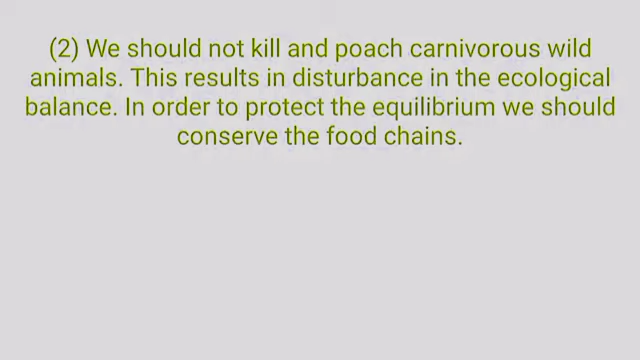 (2) We should not kill and poach carnivorous wild
animals. This results in disturbance in the ecological
balance. In order to protect the equilibrium we should
conserve the food chains.